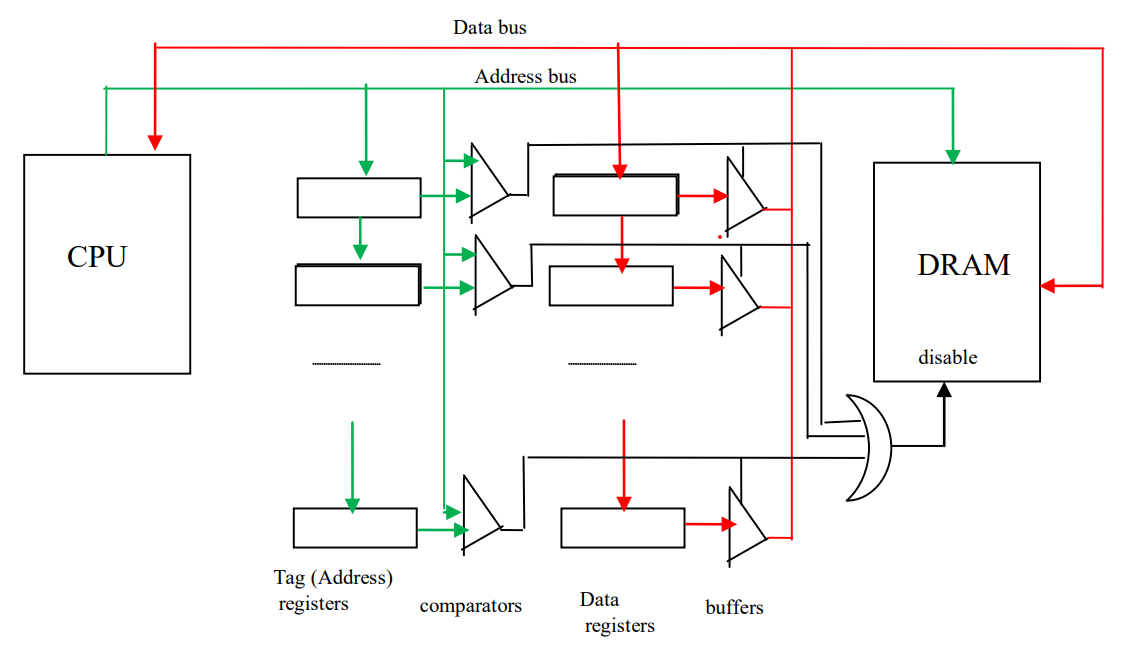 Data bus
Address bus
CPU
DRAM
disable
Tag (Address)
registers
comparators
Data
registers
buffers